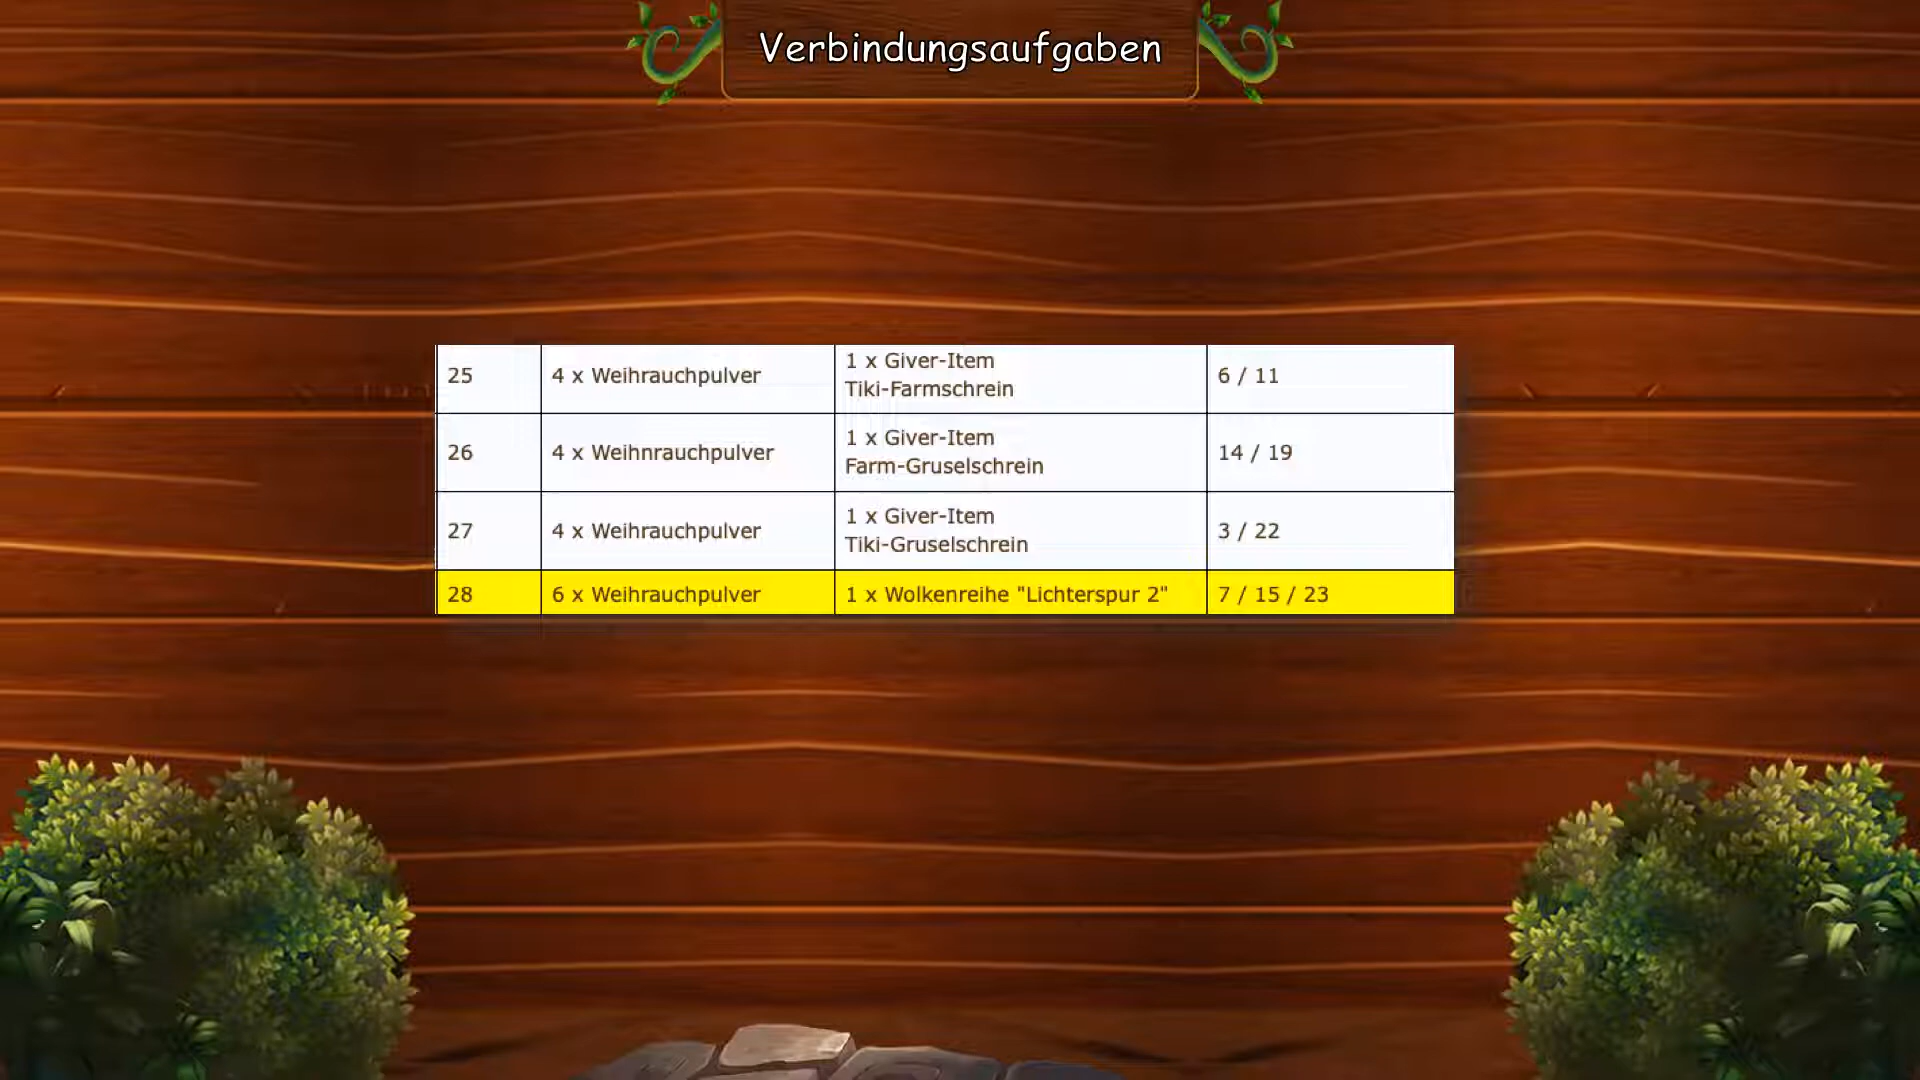 Verbindungsaufgaben
25 4 x Weihrauchpulver 1 x Giver-Item Tiki-Farmschrein 6 / 11
26 4 x Weihnrauchpulver 1 x Giver-Item Farm-Gruselschrein 14 / 19
27 4 x Weihrauchpulver 1 x Giver-Item Tiki-Gruselschrein 3 / 22
28 6 x Weihrauchpulver 1 x Wolkenreihe "Lichterspur 2" 7 / 15 / 23